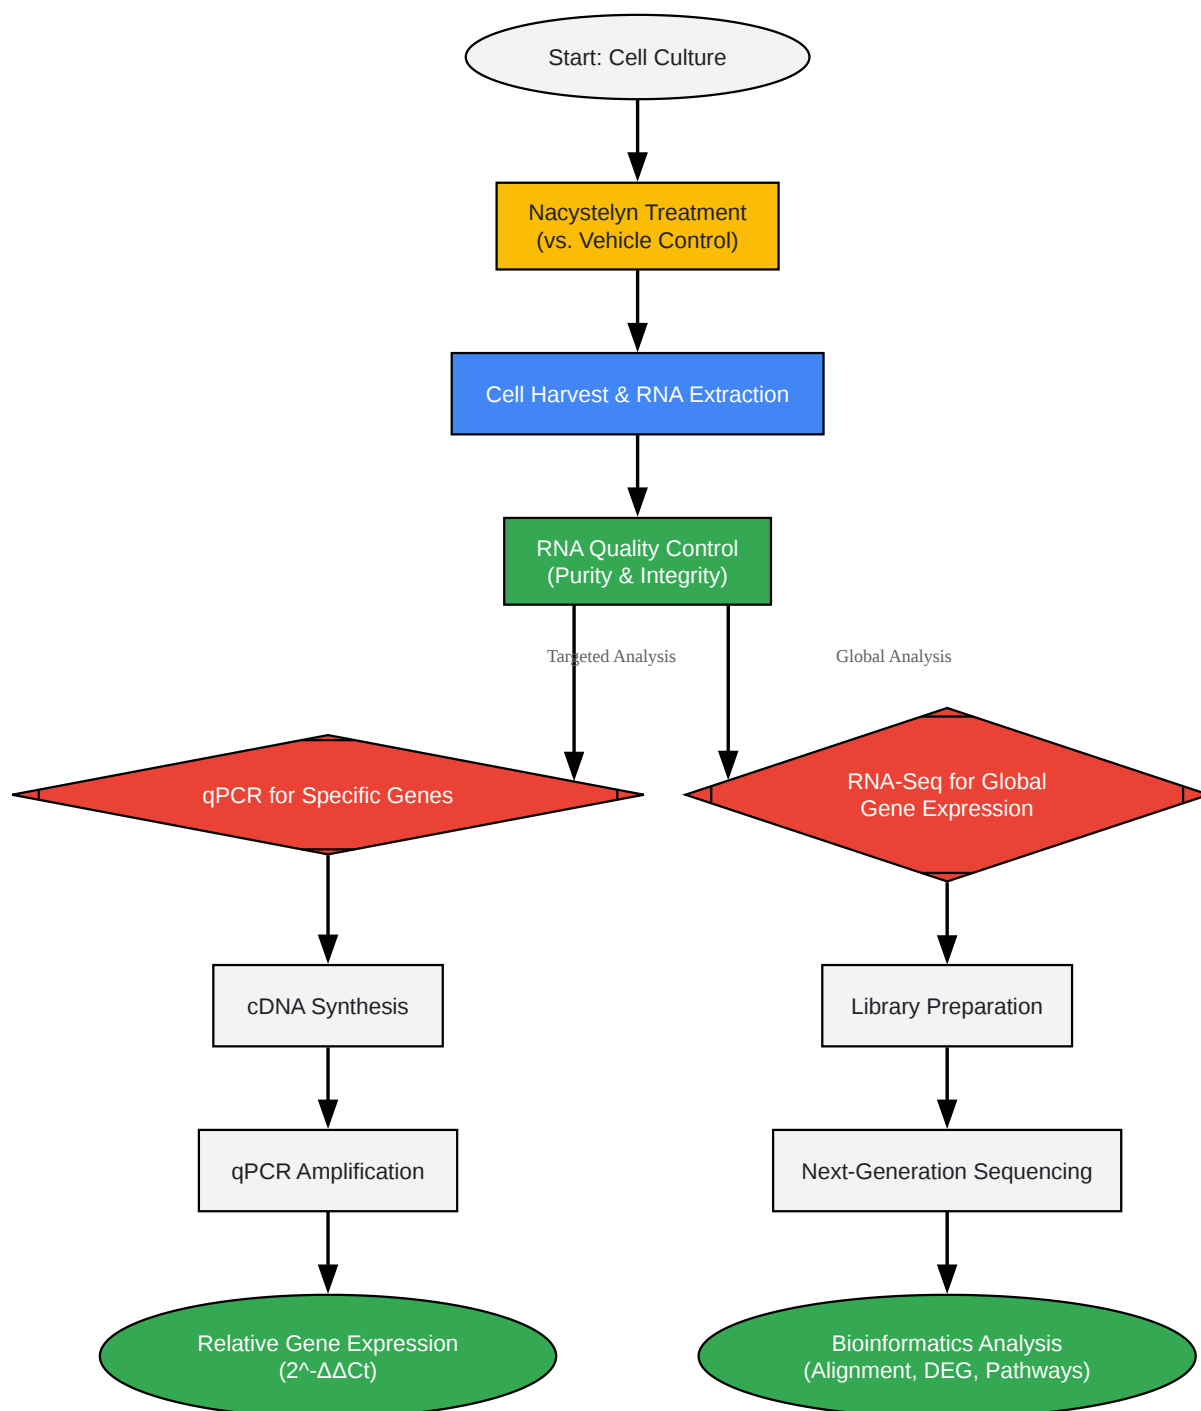 Start: Cell Culture
Nacystelyn Treatment
(vs. Vehicle Control)
Cell Harvest & RNA Extraction
RNA Quality Control
(Purity & Integrity)
Targeted Analysis
Global Analysis
qPCR for Specific Genes
RNA-Seq for Global
Gene Expression
cDNA Synthesis
Library Preparation
qPCR Amplification
Next-Generation Sequencing
Relative Gene Expression
(2^-ΔΔCt)
Bioinformatics Analysis
(Alignment, DEG, Pathways)